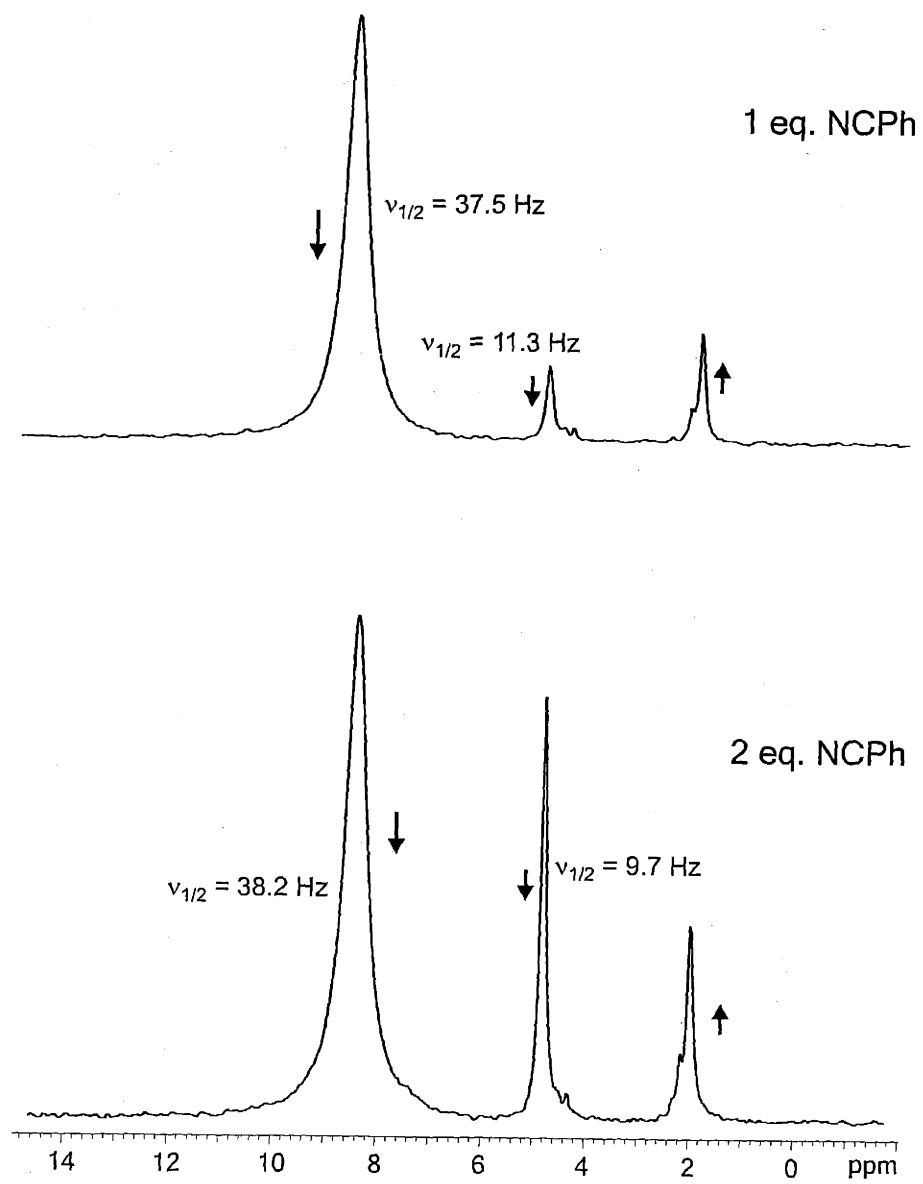 1 eq. NCPh
ν1/2 = 37.5 Hz
ν1/2 = 11.3 Hz
2 eq. NCPh
ν1/2 = 9.7 Hz
ν1/2 = 38.2 Hz
14 12 10 8 6 4 2 0 ppm